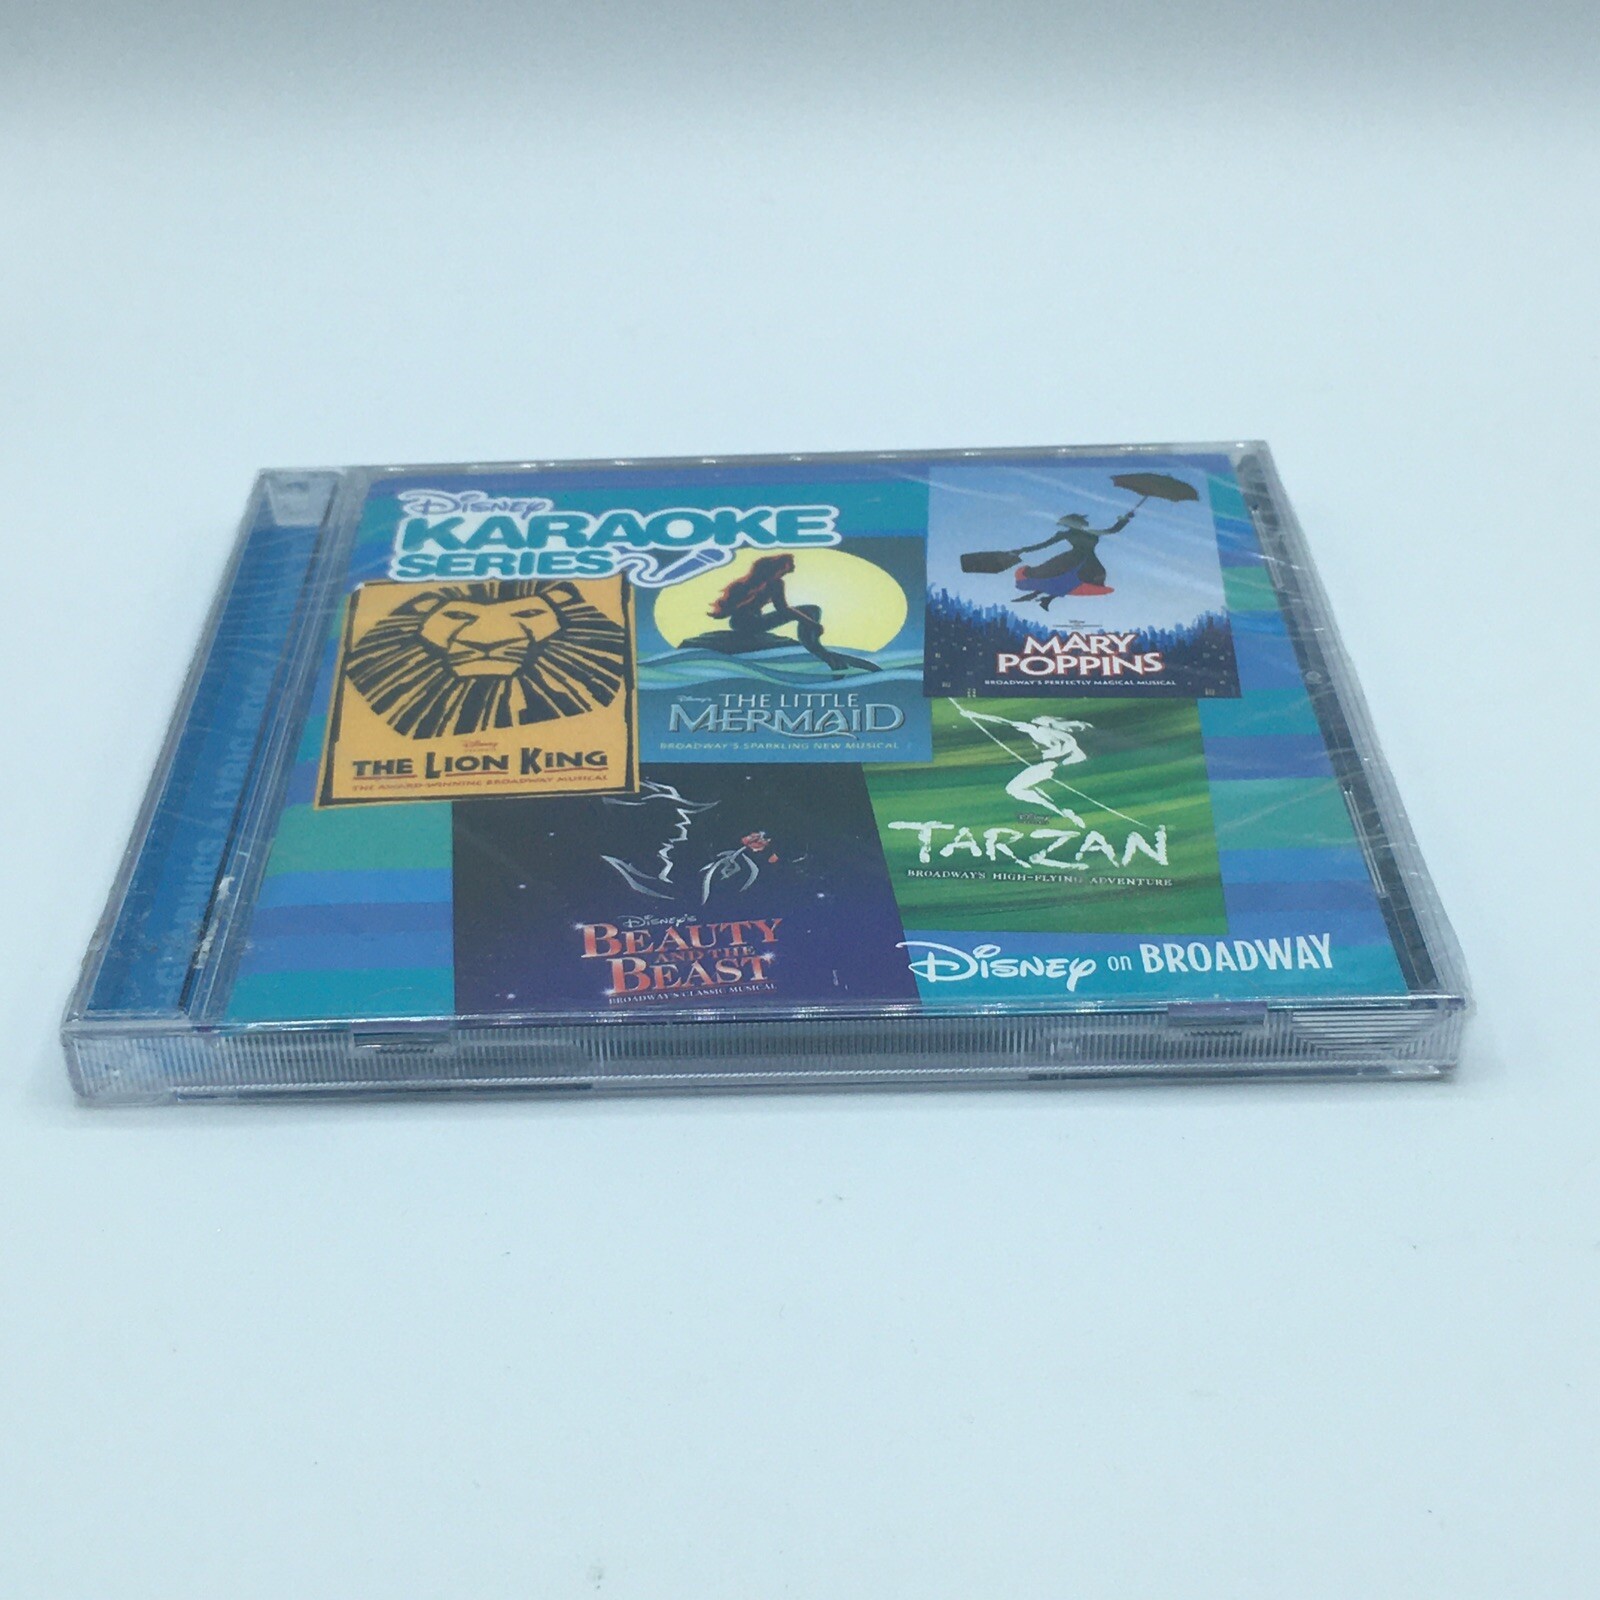 Disney
KARAOKE
SERIES
Disney
PRESENTS
THE LION KING
THE AWARD-WINNING BROADWAY MUSICAL
Disney's
THE LITTLE
MERMAID
BROADWAY'S SPARKLING NEW MUSICAL
MARY
POPPINS
BROADWAY'S PERFECTLY MAGICAL MUSICAL
TARZAN
BROADWAY'S HIGH-FLYING ADVENTURE
Disney's
BEAUTY
AND THE
BEAST
BROADWAY'S CLASSIC MUSICAL
Disney on BROADWAY